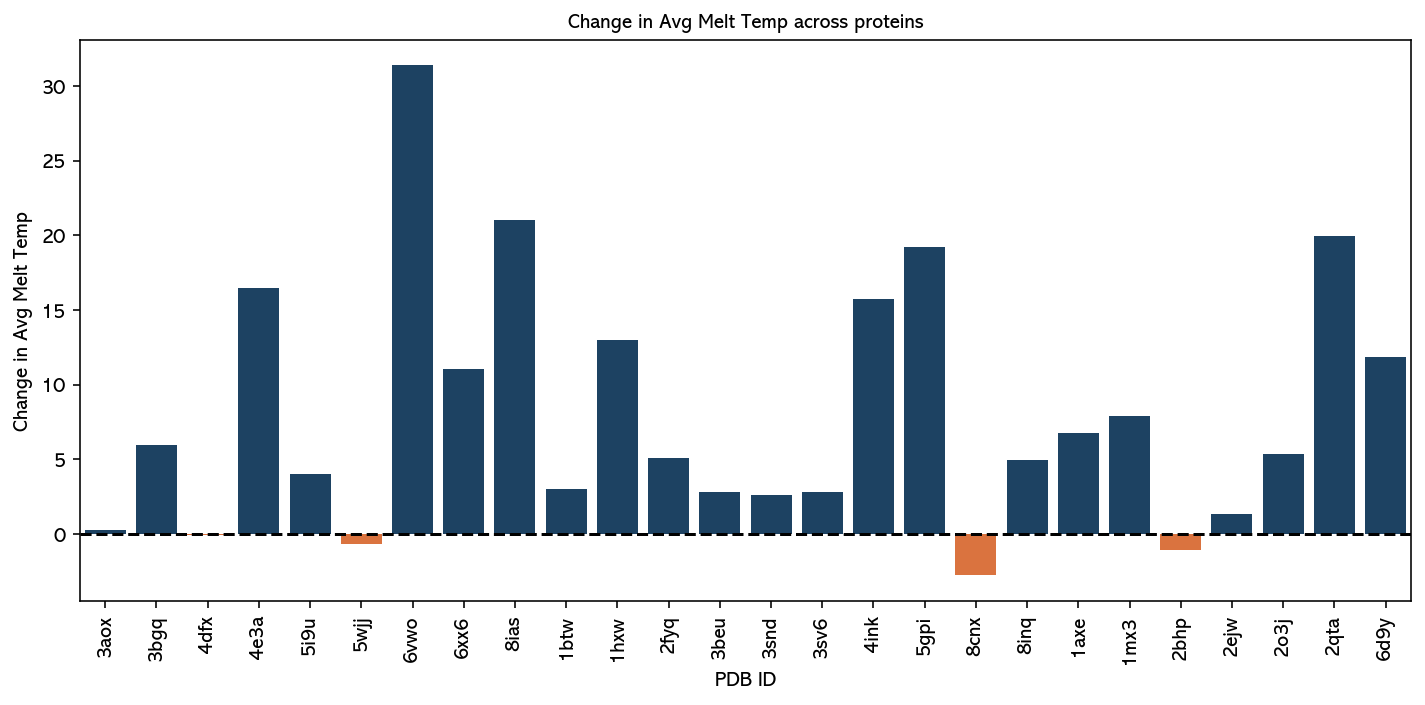 Change in Avg Melt Temp across proteins
Change in Avg Melt Temp
30
25
20
15
10
5
0
3aox
3bgq
4dfx
4e3a
5i9u
5wjj
6vwo
6xx6
8ias
1btw
1hxw
2fyq
3beu
3snd
3sv6
4ink
5gpi
8cnx
8inq
1axe
1mx3
2bhp
2ejw
2o3j
2qta
6d9y
PDB ID